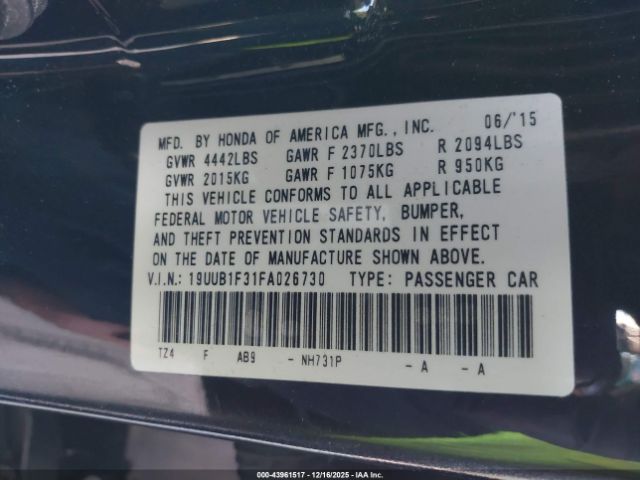 MFD. BY HONDA OF AMERICA MFG., INC. 06/'15
GVWR 4442LBS GAWR F 2370LBS R 2094LBS
GVWR 2015KG GAWR F 1075KG R 950KG
THIS VEHICLE CONFORMS TO ALL APPLICABLE
FEDERAL MOTOR VEHICLE SAFETY, BUMPER,
AND THEFT PREVENTION STANDARDS IN EFFECT
ON THE DATE OF MANUFACTURE SHOWN ABOVE.
V.I.N.: 19UUB1F31FA026730 TYPE: PASSENGER CAR
TZ4 F AB9 - NH731P - A - A
000-43961517 | 12/16/2025 - IAAI.COM